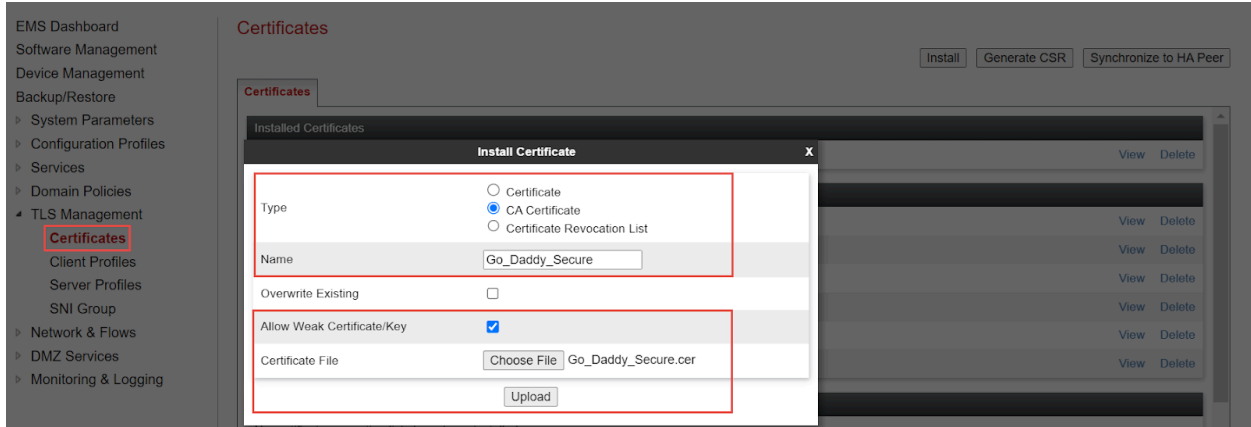 EMS Dashboard
Software Management
Device Management
Backup/Restore
System Parameters
Configuration Profiles
Services
Domain Policies
TLS Management
Certificates
Client Profiles
Server Profiles
SNI Group
Network & Flows
DMZ Services
Monitoring & Logging
Certificates
Install Generate CSR Synchronize to HA Peer
Certificates
Installed Certificates
View Delete
View Delete
View Delete
View Delete
View Delete
View Delete
View Delete
Install Certificate X
Type
Certificate
CA Certificate
Certificate Revocation List
Name Go_Daddy_Secure
Overwrite Existing
Allow Weak Certificate/Key
Certificate File Choose File Go_Daddy_Secure.cer
Upload